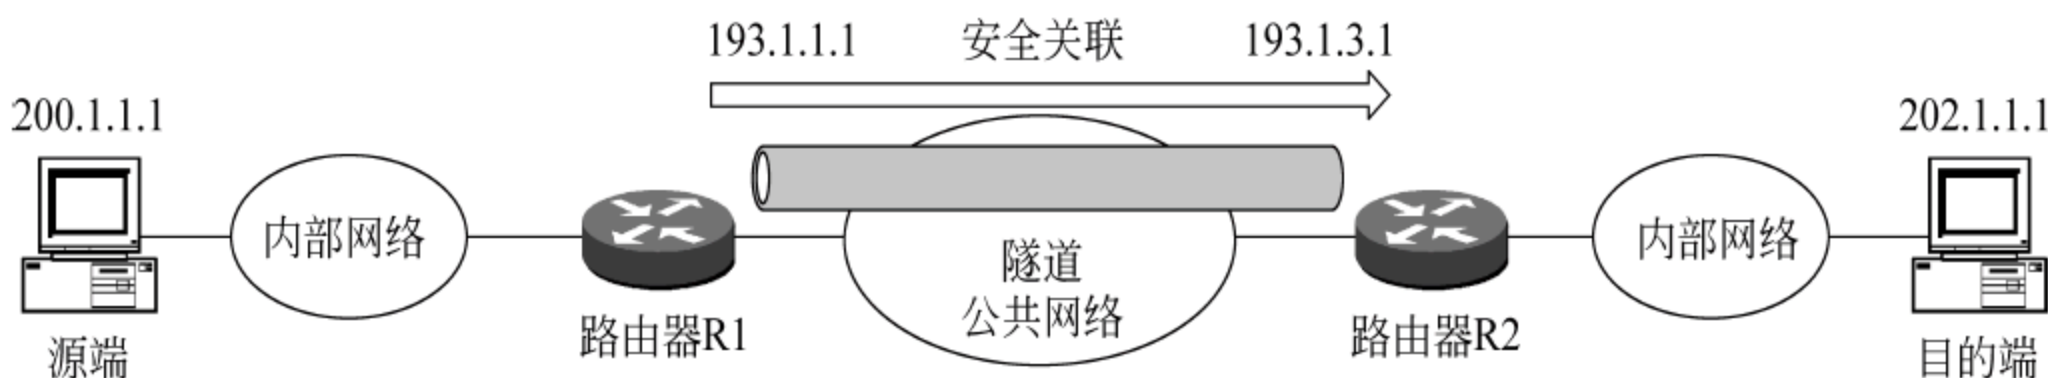 193.1.1.1 安全关联 193.1.3.1
200.1.1.1 202.1.1.1
内部网络 内部网络
隧道
公共网络
路由器R1 路由器R2
源端 目的端